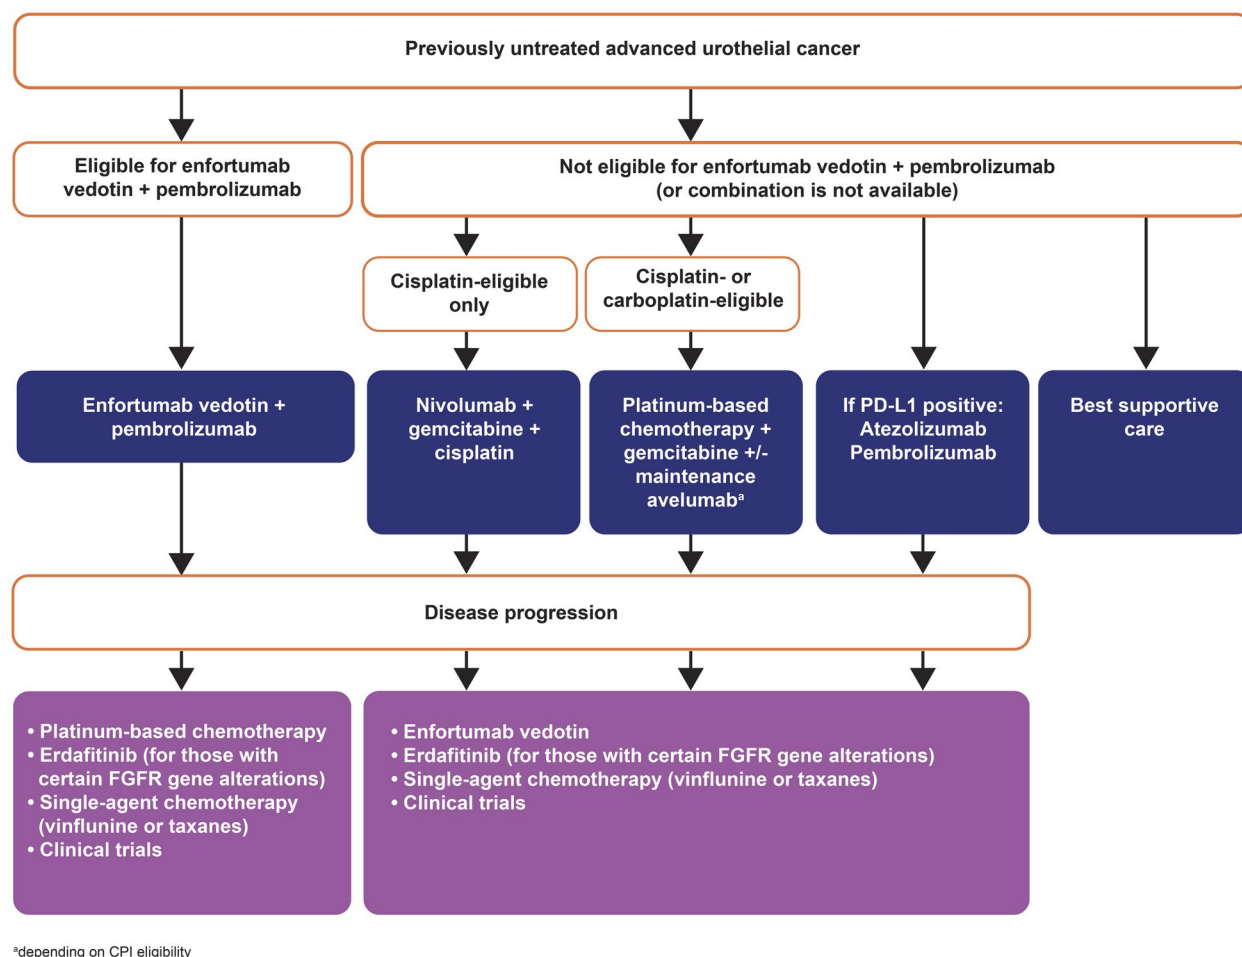 Previously untreated advanced urothelial cancer
Eligible for enfortumab
vedotin + pembrolizumab
Not eligible for enfortumab vedotin + pembrolizumab
(or combination is not available)
Cisplatin-eligible
only
Cisplatin- or
carboplatin-eligible
Enfortumab vedotin +
pembrolizumab
Nivolumab +
gemcitabine +
cisplatin
Platinum-based
chemotherapy +
gemcitabine +/-
maintenance
avelumabᵃ
If PD-L1 positive:
Atezolizumab
Pembrolizumab
Best supportive
care
Disease progression
• Platinum-based chemotherapy
• Erdafitinib (for those with
certain FGFR gene alterations)
• Single-agent chemotherapy
(vinflunine or taxanes)
• Clinical trials
• Enfortumab vedotin
• Erdafitinib (for those with certain FGFR gene alterations)
• Single-agent chemotherapy (vinflunine or taxanes)
• Clinical trials
ᵃdepending on CPI eligibility